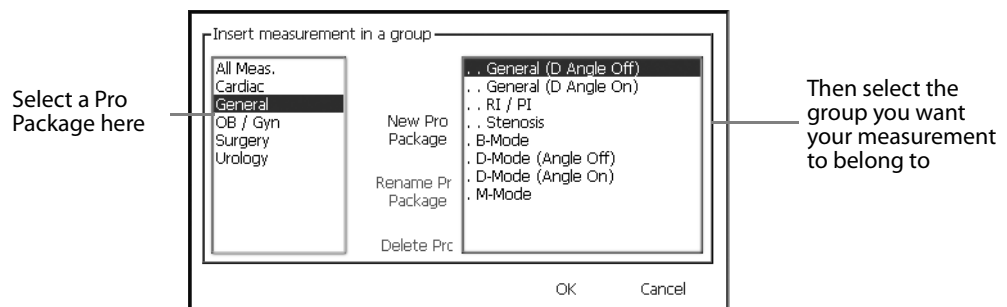 Insert measurement in a group
Select a Pro
Package here
All Meas.
Cardiac
General
OB / Gyn
Surgery
Urology
New Pro
Package
Rename Pr
Package
Delete Prc
. . General (D Angle Off)
. . General (D Angle On)
. . RI / PI
. . Stenosis
. B-Mode
. D-Mode (Angle Off)
. D-Mode (Angle On)
. M-Mode
Then select the
group you want
your measurement
to belong to
OK
Cancel